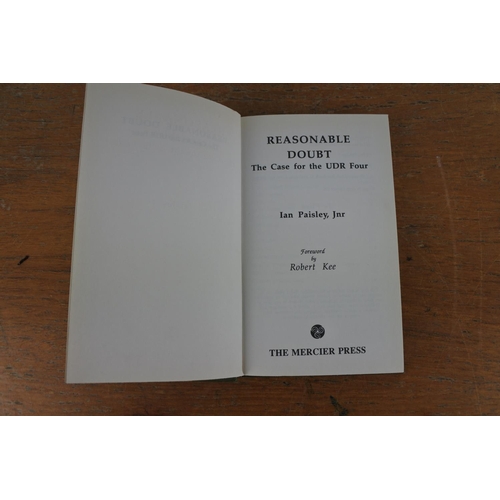 REASONABLE
DOUBT
The Case for the UDR Four
Ian Paisley, Jnr
Foreword
by
Robert Kee
THE MERCIER PRESS